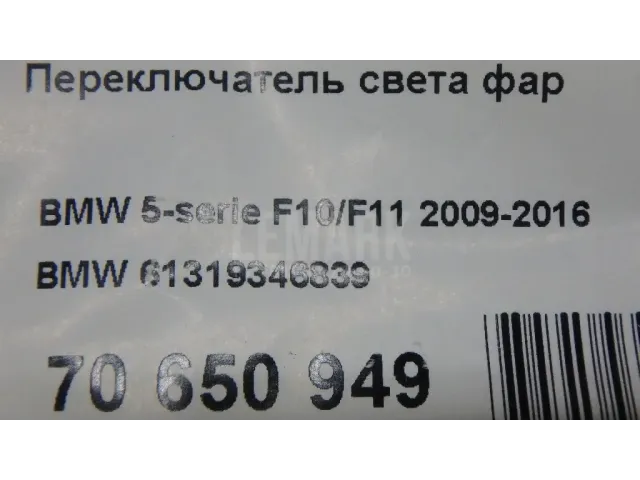 Переключатель света фар
BMW 5-serie F10/F11 2009-2016
LEMARK
BMW 61319346839
70 650 949